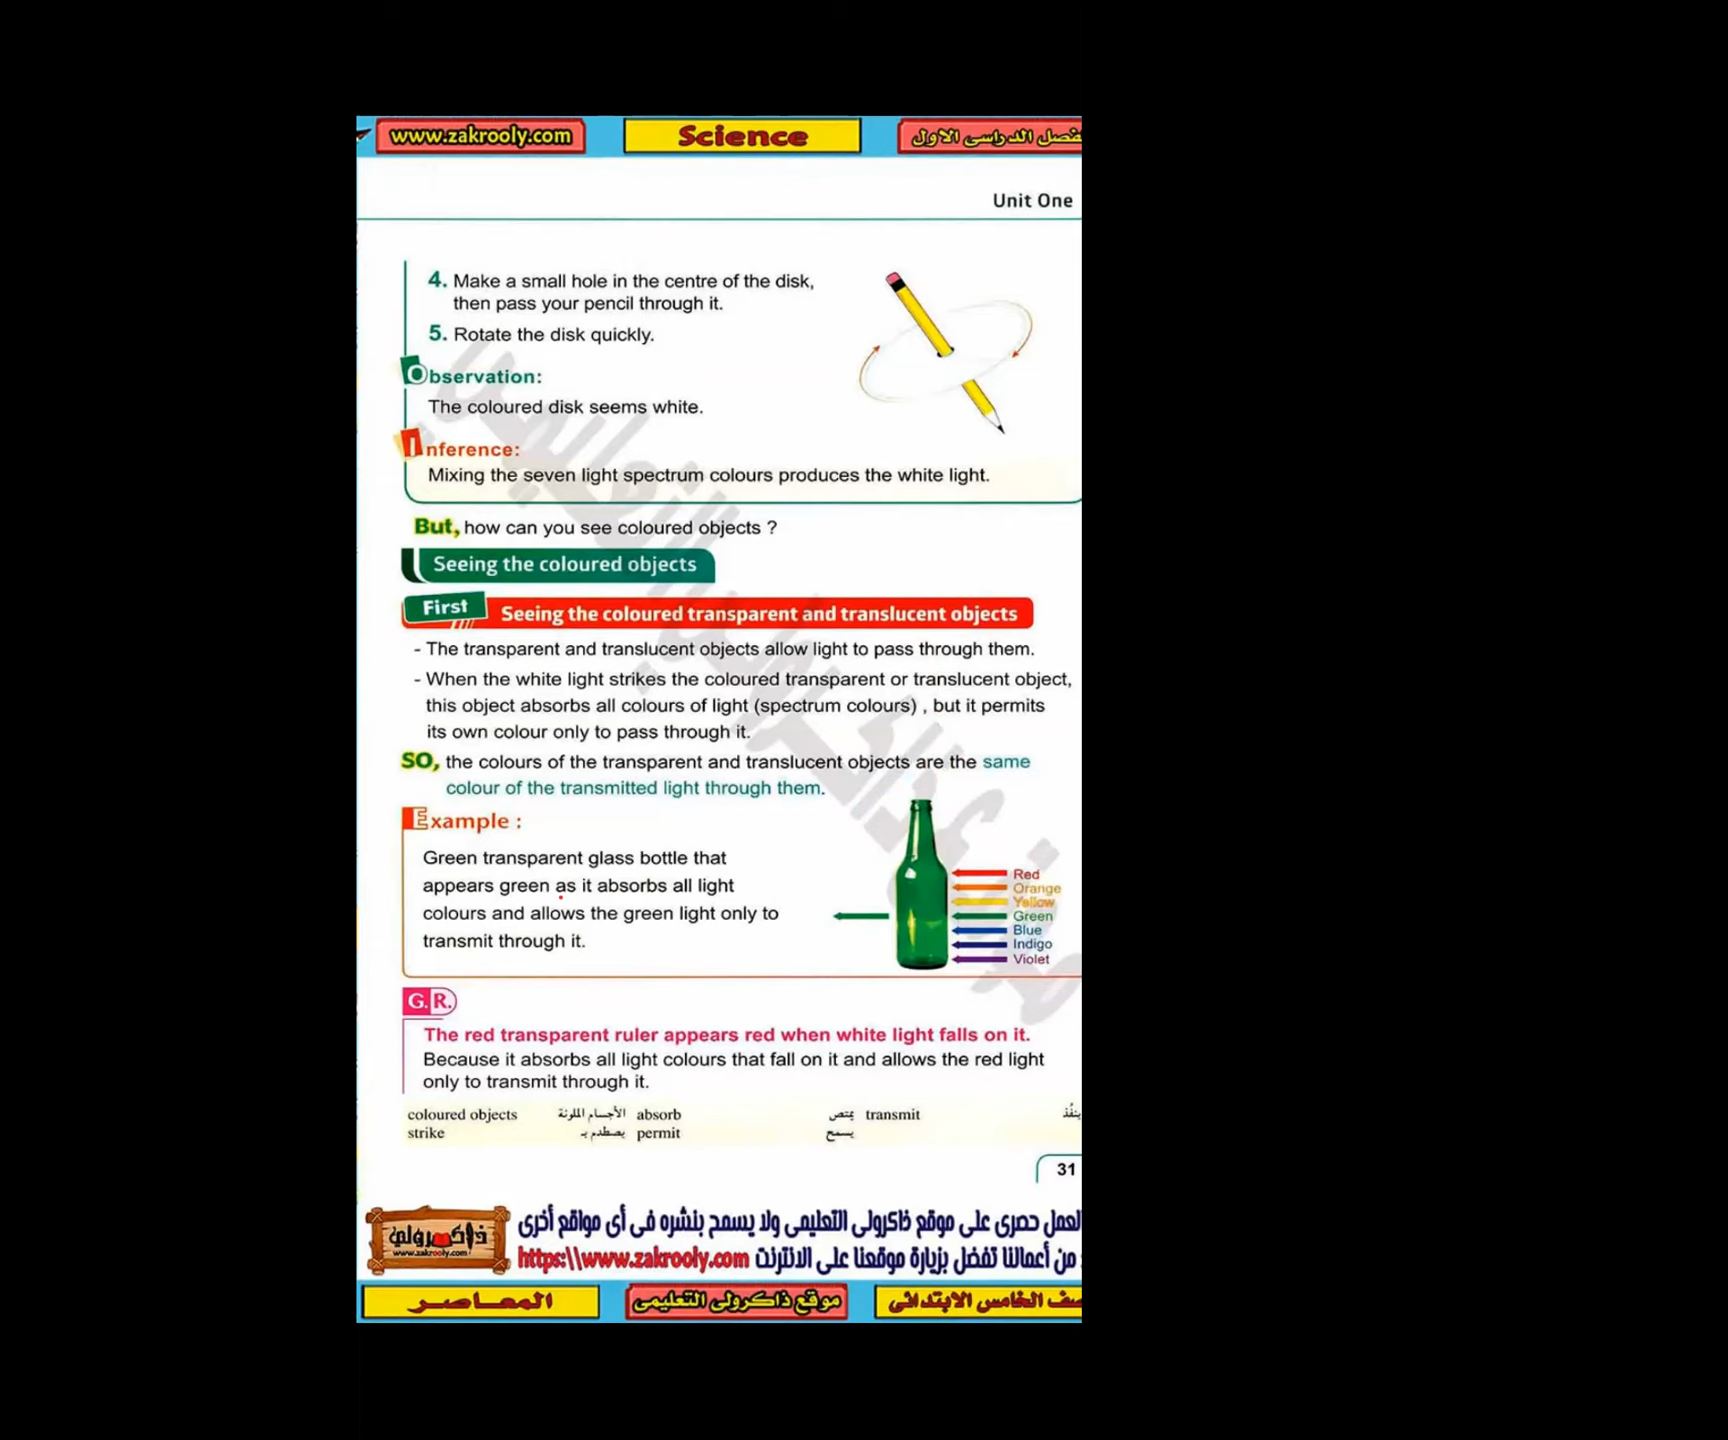 www.zakrooly.com
Science
الفصل الدراسى الاول
Unit One
4. Make a small hole in the centre of the disk,
then pass your pencil through it.
5. Rotate the disk quickly.
Observation:
The coloured disk seems white.
Inference:
Mixing the seven light spectrum colours produces the white light.
But, how can you see coloured objects ?
Seeing the coloured objects
First Seeing the coloured transparent and translucent objects
- The transparent and translucent objects allow light to pass through them.
- When the white light strikes the coloured transparent or translucent object,
this object absorbs all colours of light (spectrum colours) , but it permits
its own colour only to pass through it.
SO, the colours of the transparent and translucent objects are the same
colour of the transmitted light through them.
Example :
Green transparent glass bottle that
appears green as it absorbs all light
colours and allows the green light only to
transmit through it.
Red
Orange
Yellow
Green
Blue
Indigo
Violet
G.R.
The red transparent ruler appears red when white light falls on it.
Because it absorbs all light colours that fall on it and allows the red light
only to transmit through it.
coloured objects الأجسام الملونة absorb يمتص transmit ينفُذ
strike يصطدم بـ permit يسمح
31
ذاكرولي
www.zakrooly.com
العمل حصرى على موقع ذاكرولى التعليمى ولا يسمح بنشره فى أى مواقع أخرى
من أعمالنا تفضل بزيارة موقعنا على الانترنت https:\\www.zakrooly.com
المعاصر
موقع ذاكرولى التعليمى
صف الخامس الابتدائى